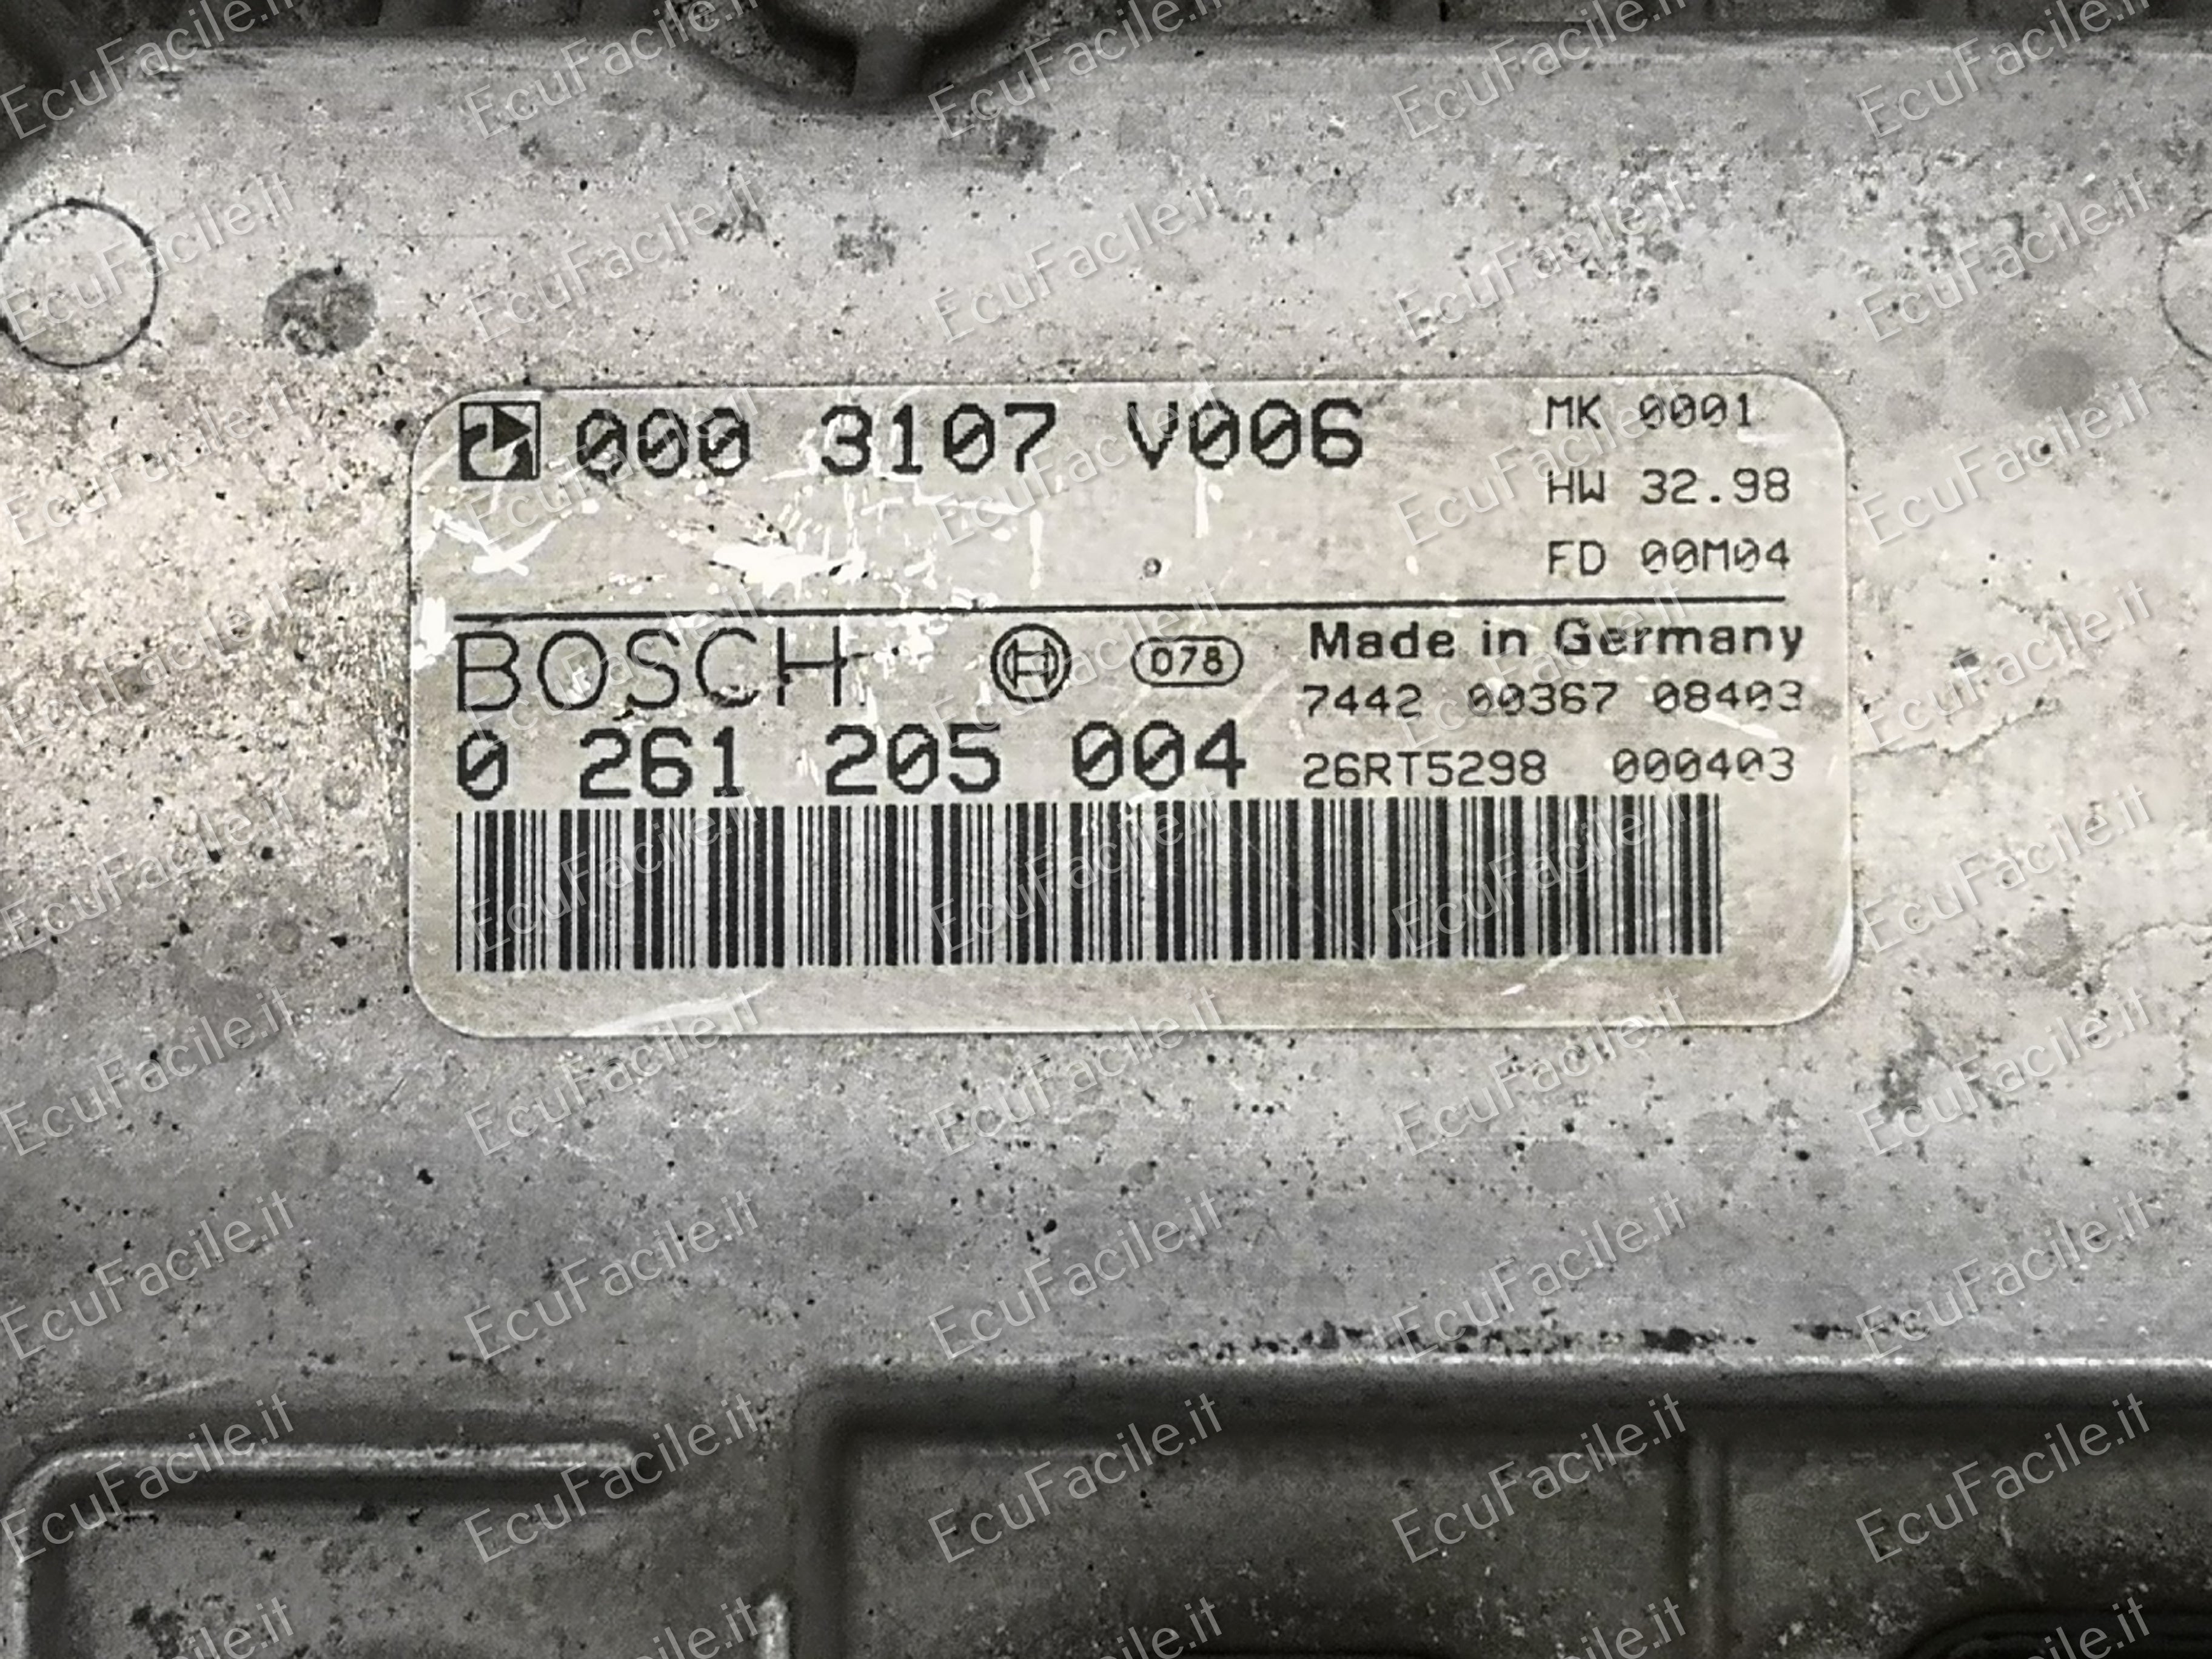 000 3107 V006
MK 0001
HW 32.98
FD 00M04
BOSCH
078
Made in Germany
7442 00367 08403
0 261 205 004
26RT5298 000403
EcuFacile.it